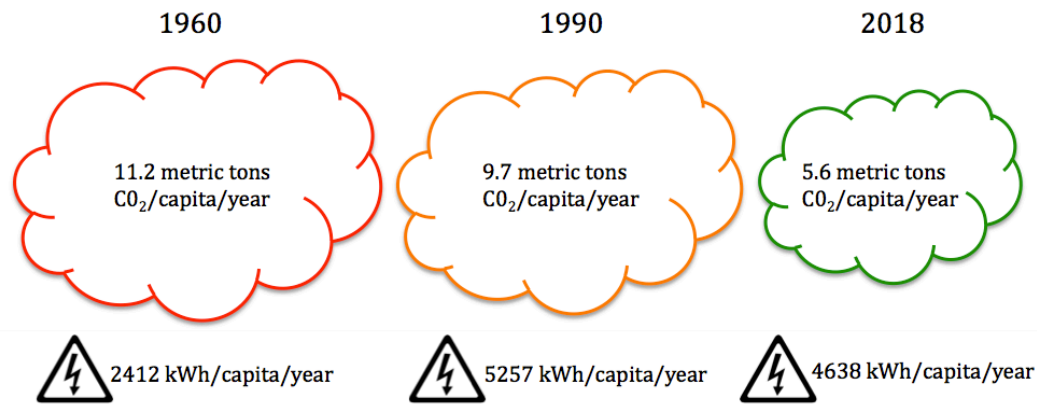 1960
1990
2018
11.2 metric tons
C0₂/capita/year
9.7 metric tons
C0₂/capita/year
5.6 metric tons
C0₂/capita/year
2412 kWh/capita/year
5257 kWh/capita/year
4638 kWh/capita/year